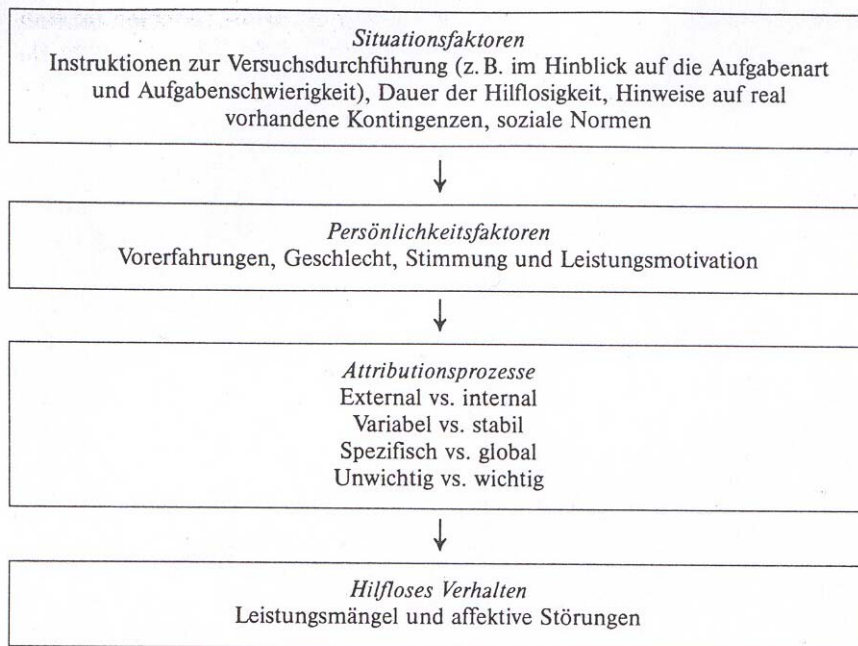 Situationsfaktoren
Instruktionen zur Versuchsdurchführung (z. B. im Hinblick auf die Aufgabenart
und Aufgabenschwierigkeit), Dauer der Hilflosigkeit, Hinweise auf real
vorhandene Kontingenzen, soziale Normen
Persönlichkeitsfaktoren
Vorerfahrungen, Geschlecht, Stimmung und Leistungsmotivation
Attributionsprozesse
External vs. internal
Variabel vs. stabil
Spezifisch vs. global
Unwichtig vs. wichtig
Hilfloses Verhalten
Leistungsmängel und affektive Störungen